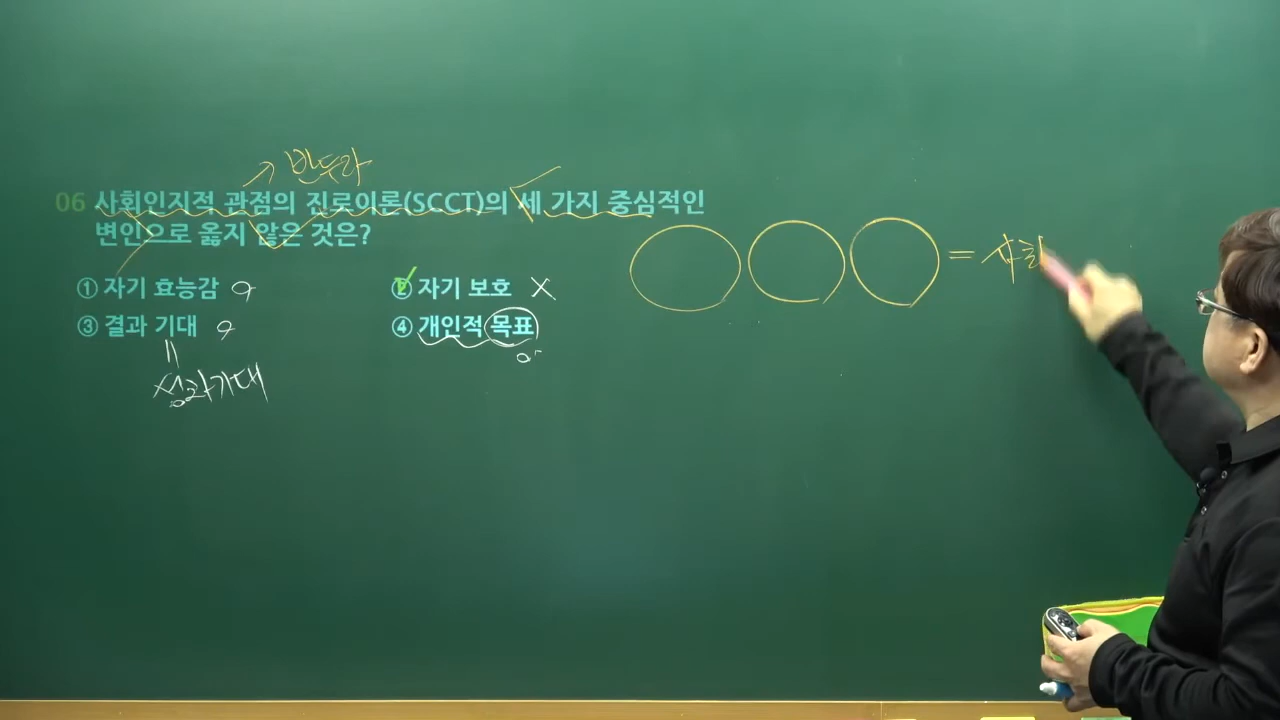 반두라
06 사회인지적 관점의 진로이론(SCCT)의 세 가지 중심적인
변인으로 옳지 않은 것은?
① 자기 효능감
② 자기 보호 X
③ 결과 기대
④ 개인적 목표
= 성과기대
= 사회